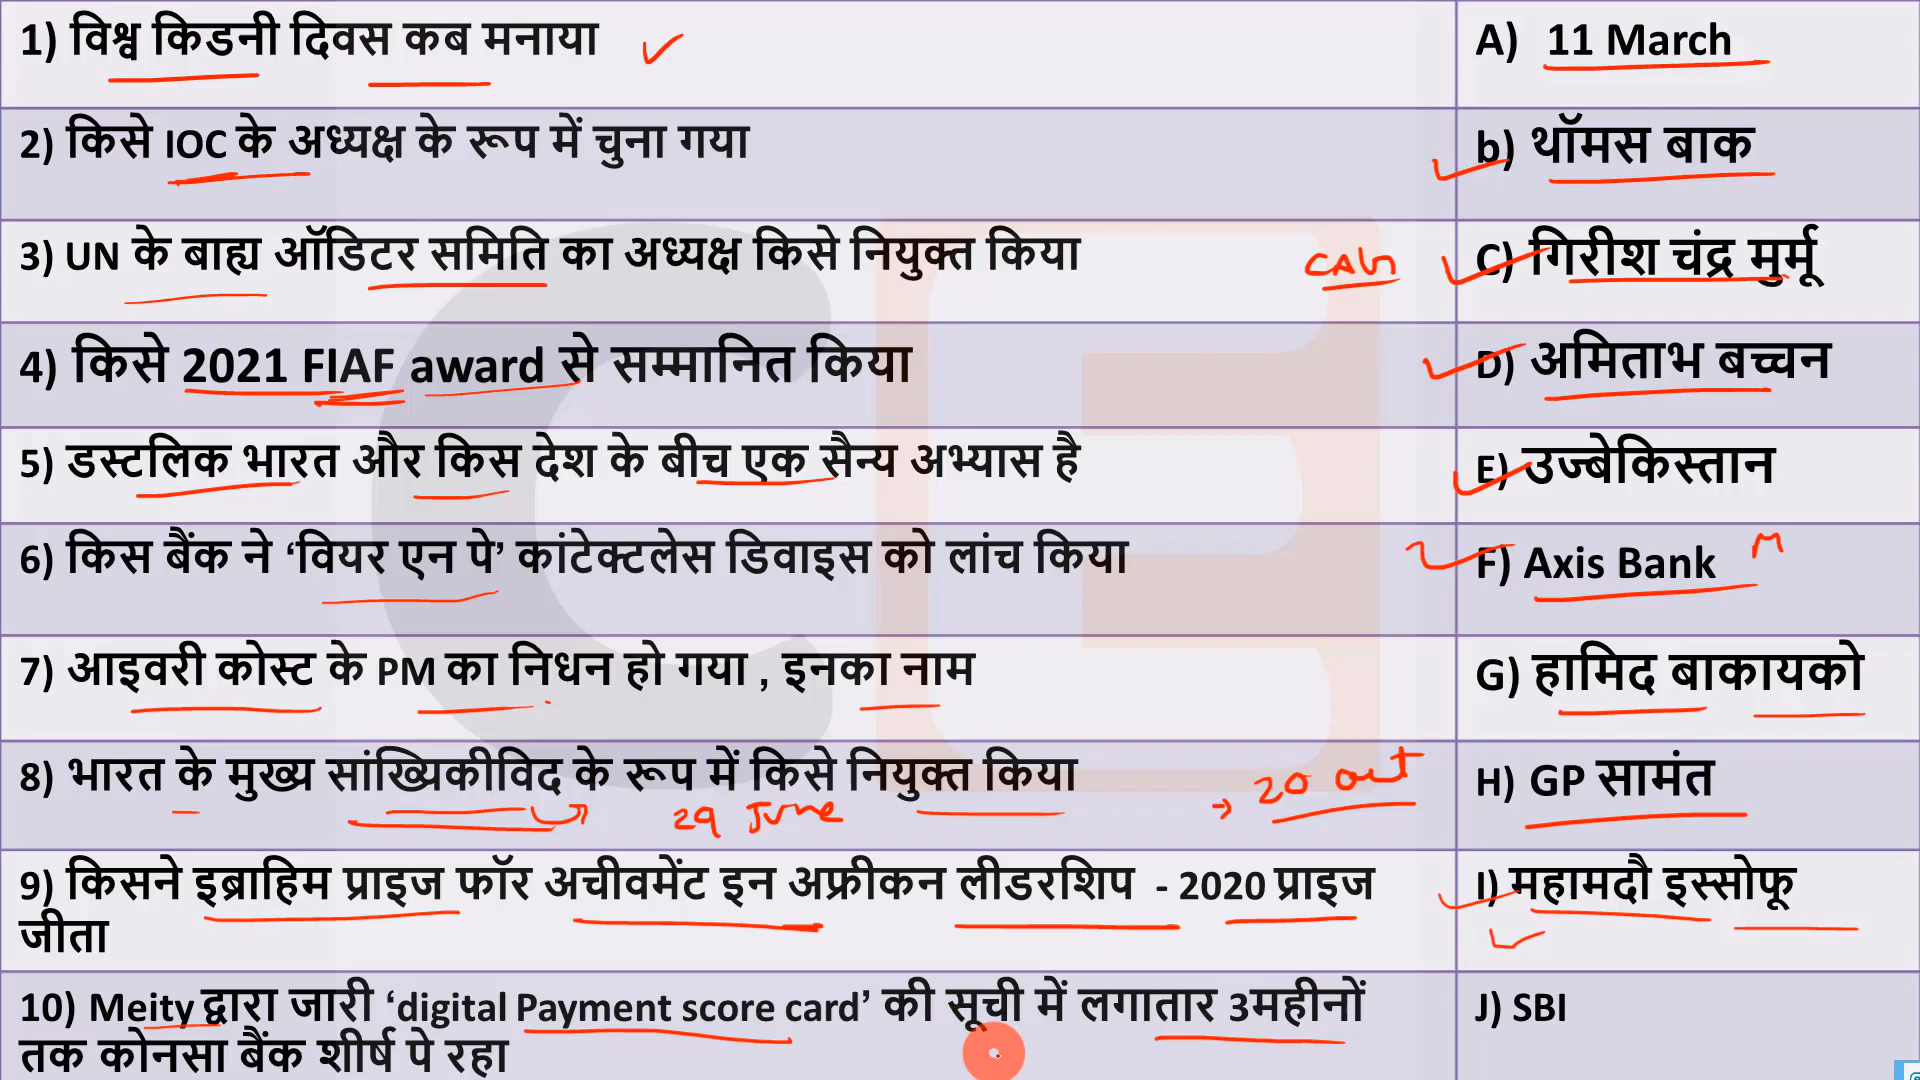 1) विश्व किडनी दिवस कब मनाया
A) 11 March
2) किसे IOC के अध्यक्ष के रूप में चुना गया
b) थॉमस बाक
3) UN के बाह्य ऑडिटर समिति का अध्यक्ष किसे नियुक्त किया
CAG
C) गिरीश चंद्र मुर्मू
4) किसे 2021 FIAF award से सम्मानित किया
D) अमिताभ बच्चन
5) डस्टलिक भारत और किस देश के बीच एक सैन्य अभ्यास है
E) उज्बेकिस्तान
6) किस बैंक ने ‘वियर एन पे’ कांटेक्टलेस डिवाइस को लांच किया
F) Axis Bank
7) आइवरी कोस्ट के PM का निधन हो गया , इनका नाम
G) हामिद बाकायको
8) भारत के मुख्य सांख्यिकीविद के रूप में किसे नियुक्त किया
29 June
20 oct
H) GP सामंत
9) किसने इब्राहिम प्राइज फॉर अचीवमेंट इन अफ्रीकन लीडरशिप - 2020 प्राइज
जीता
I) महामदौ इस्सोफू
10) Meity द्वारा जारी ‘digital Payment score card’ की सूची में लगातार 3महीनों
तक कोनसा बैंक शीर्ष पे रहा
J) SBI